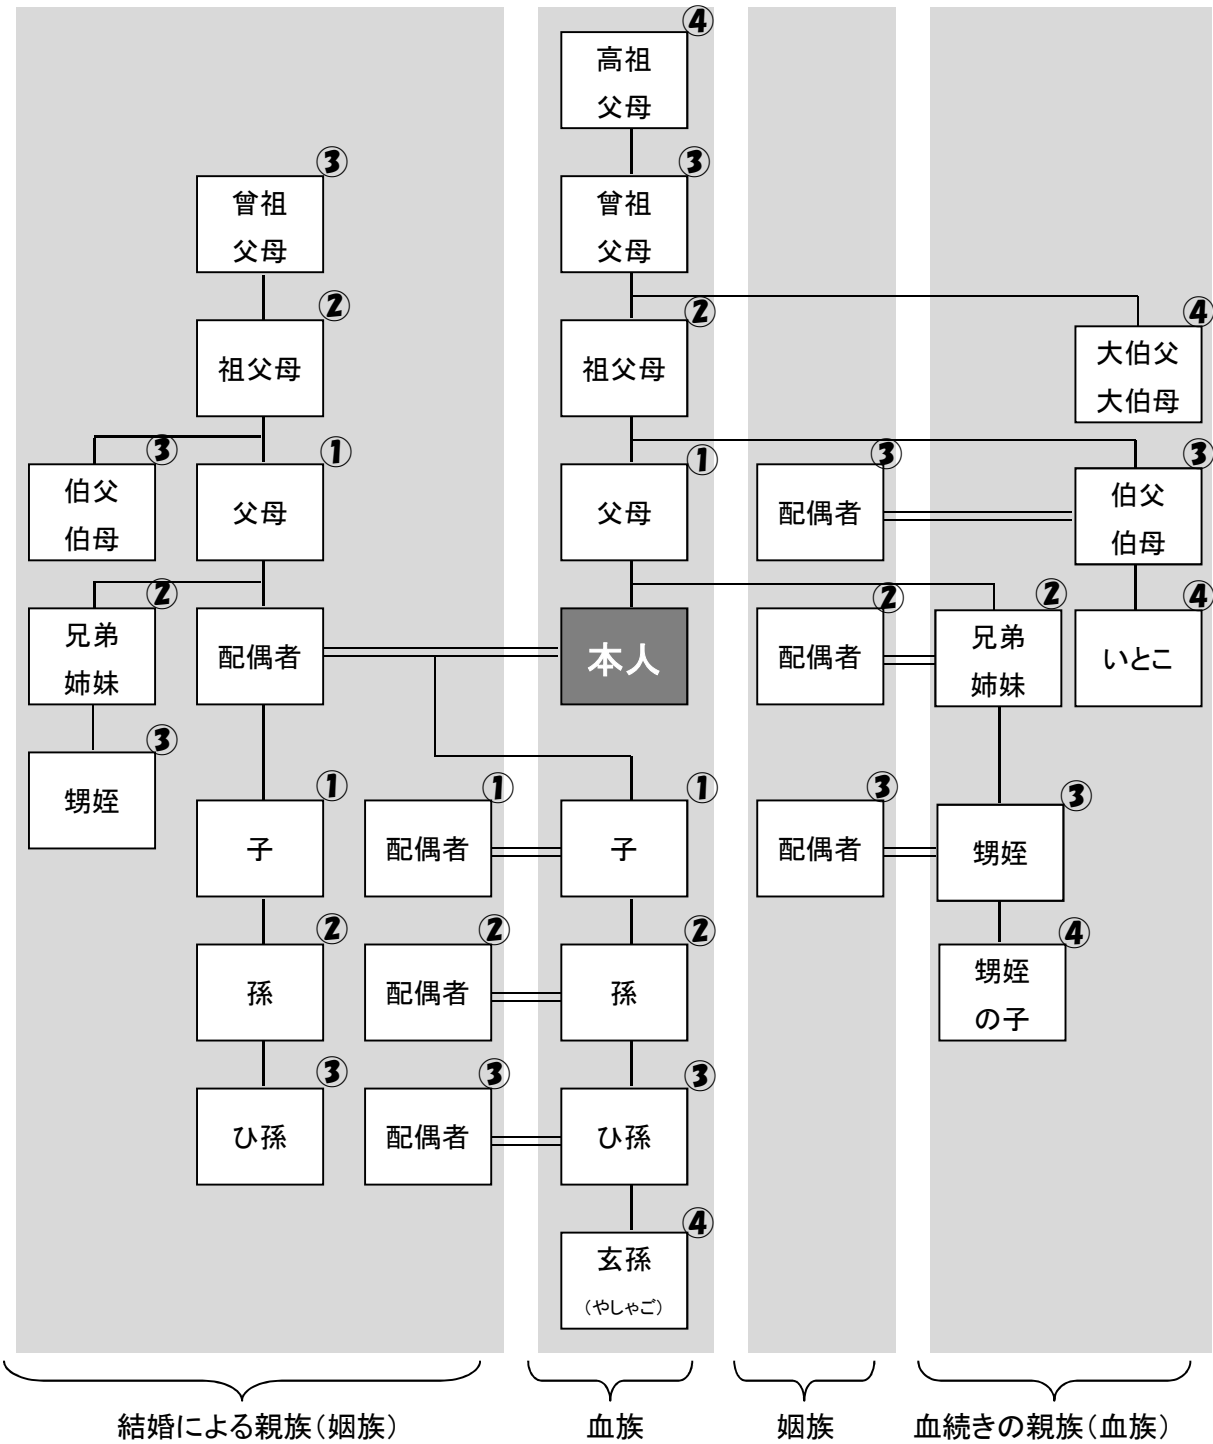 ④
高祖
父母
③
曾祖
父母
③
曾祖
父母
②
祖父母
②
祖父母
④
大伯父
大伯母
③
伯父
伯母
①
父母
①
父母
③
配偶者
③
伯父
伯母
②
兄弟
姉妹
配偶者
本人
②
配偶者
②
兄弟
姉妹
④
いとこ
③
甥姪
①
子
①
配偶者
①
子
③
配偶者
③
甥姪
②
孫
②
配偶者
②
孫
④
甥姪
の子
③
ひ孫
③
配偶者
③
ひ孫
④
玄孫
(やしゃご)
結婚による親族(姻族)
血族
姻族
血続きの親族(血族)